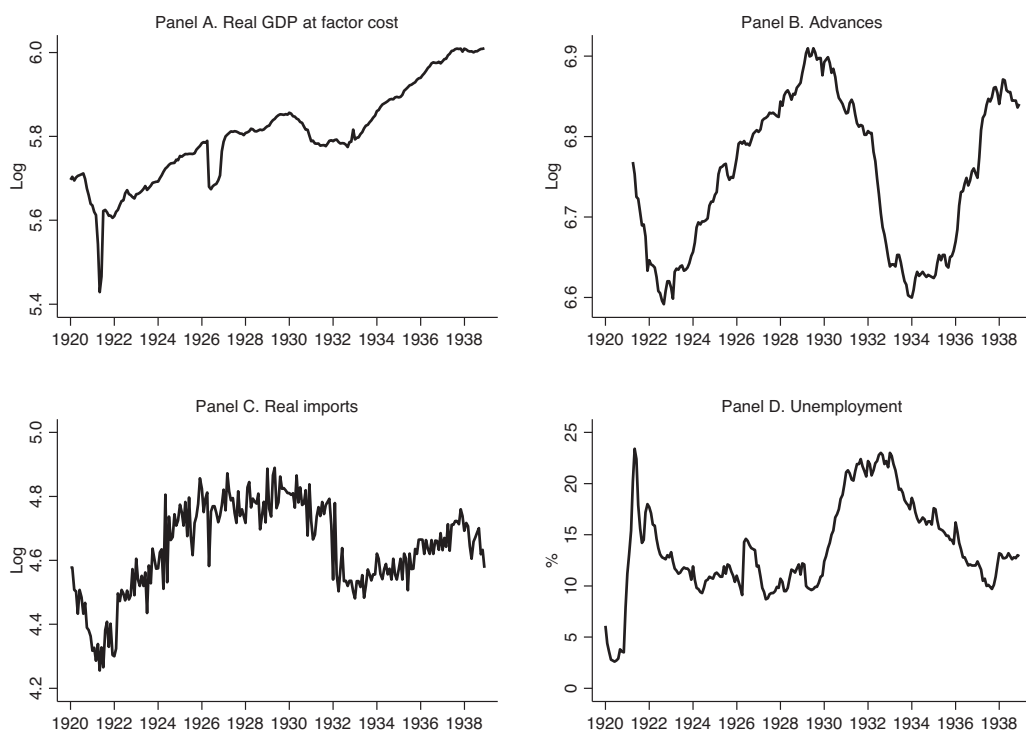 Panel A. Real GDP at factor cost
Log
6.0
5.8
5.6
5.4
1920 1922 1924 1926 1928 1930 1932 1934 1936 1938
Panel B. Advances
Log
6.9
6.8
6.7
6.6
1920 1922 1924 1926 1928 1930 1932 1934 1936 1938
Panel C. Real imports
Log
5.0
4.8
4.6
4.4
4.2
1920 1922 1924 1926 1928 1930 1932 1934 1936 1938
Panel D. Unemployment
%
25
20
15
10
5
0
1920 1922 1924 1926 1928 1930 1932 1934 1936 1938